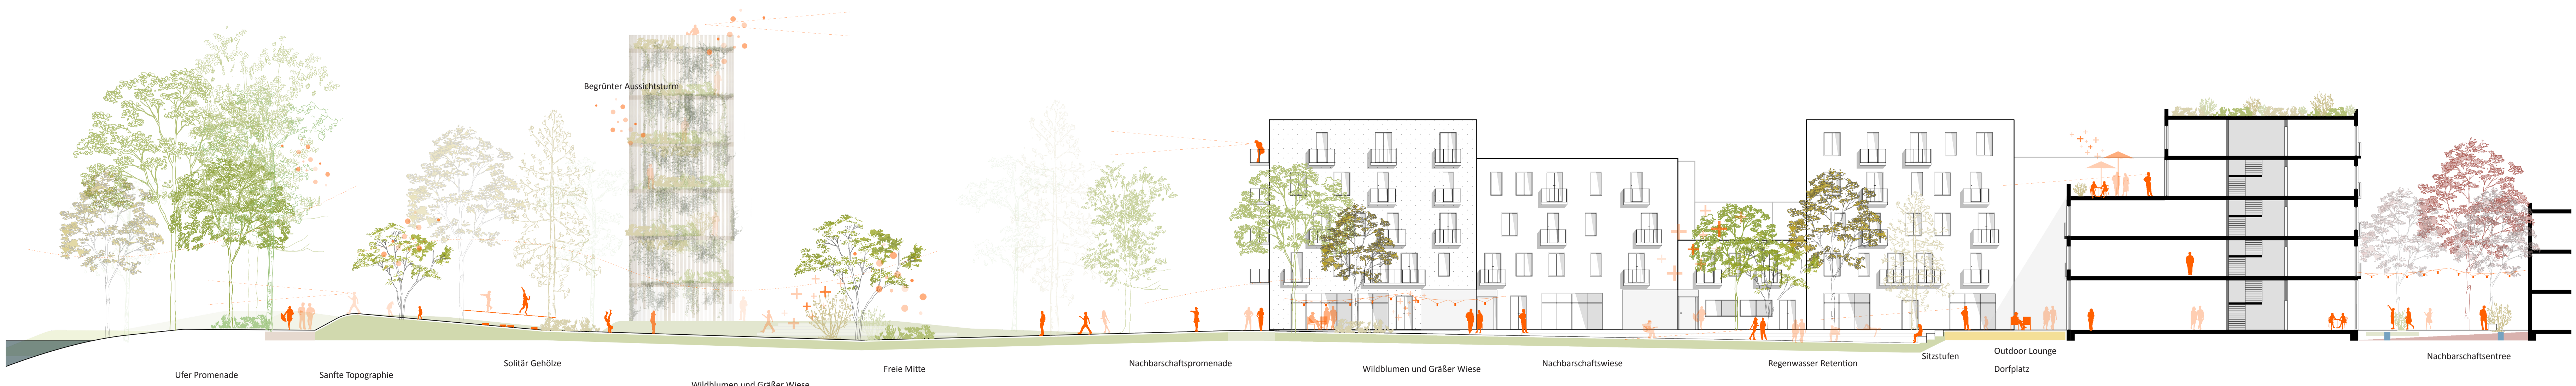 Begrünter Aussichtsturm
Ufer Promenade
Sanfte Topographie
Solitär Gehölze
Wildblumen und Gräßer Wiese
Freie Mitte
Nachbarschaftspromenade
Wildblumen und Gräßer Wiese
Nachbarschaftswiese
Regenwasser Retention
Sitzstufen
Outdoor Lounge
Dorfplatz
Nachbarschaftsentree